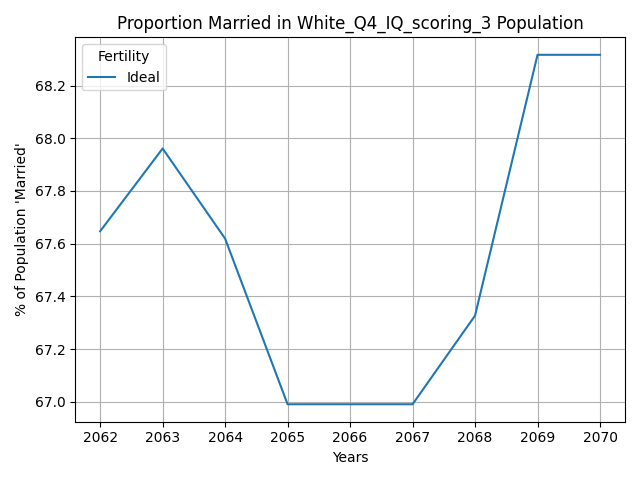 Proportion Married in White_Q4_IQ_scoring_3 Population
Fertility
Ideal
% of Population 'Married'
68.2
68.0
67.8
67.6
67.4
67.2
67.0
2062 2063 2064 2065 2066 2067 2068 2069 2070
Years